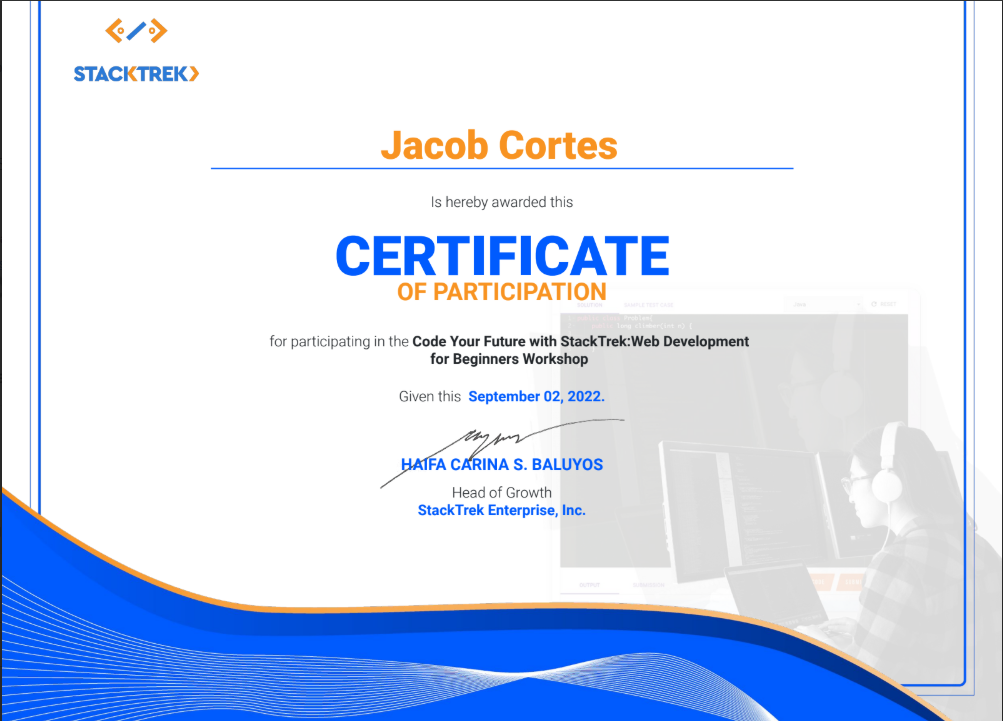 STACKTREK
Jacob Cortes
Is hereby awarded this
CERTIFICATE
OF PARTICIPATION
for participating in the Code Your Future with StackTrek:Web Development
for Beginners Workshop
Given this September 02, 2022.
HAIFA CARINA S. BALUYOS
Head of Growth
StackTrek Enterprise, Inc.